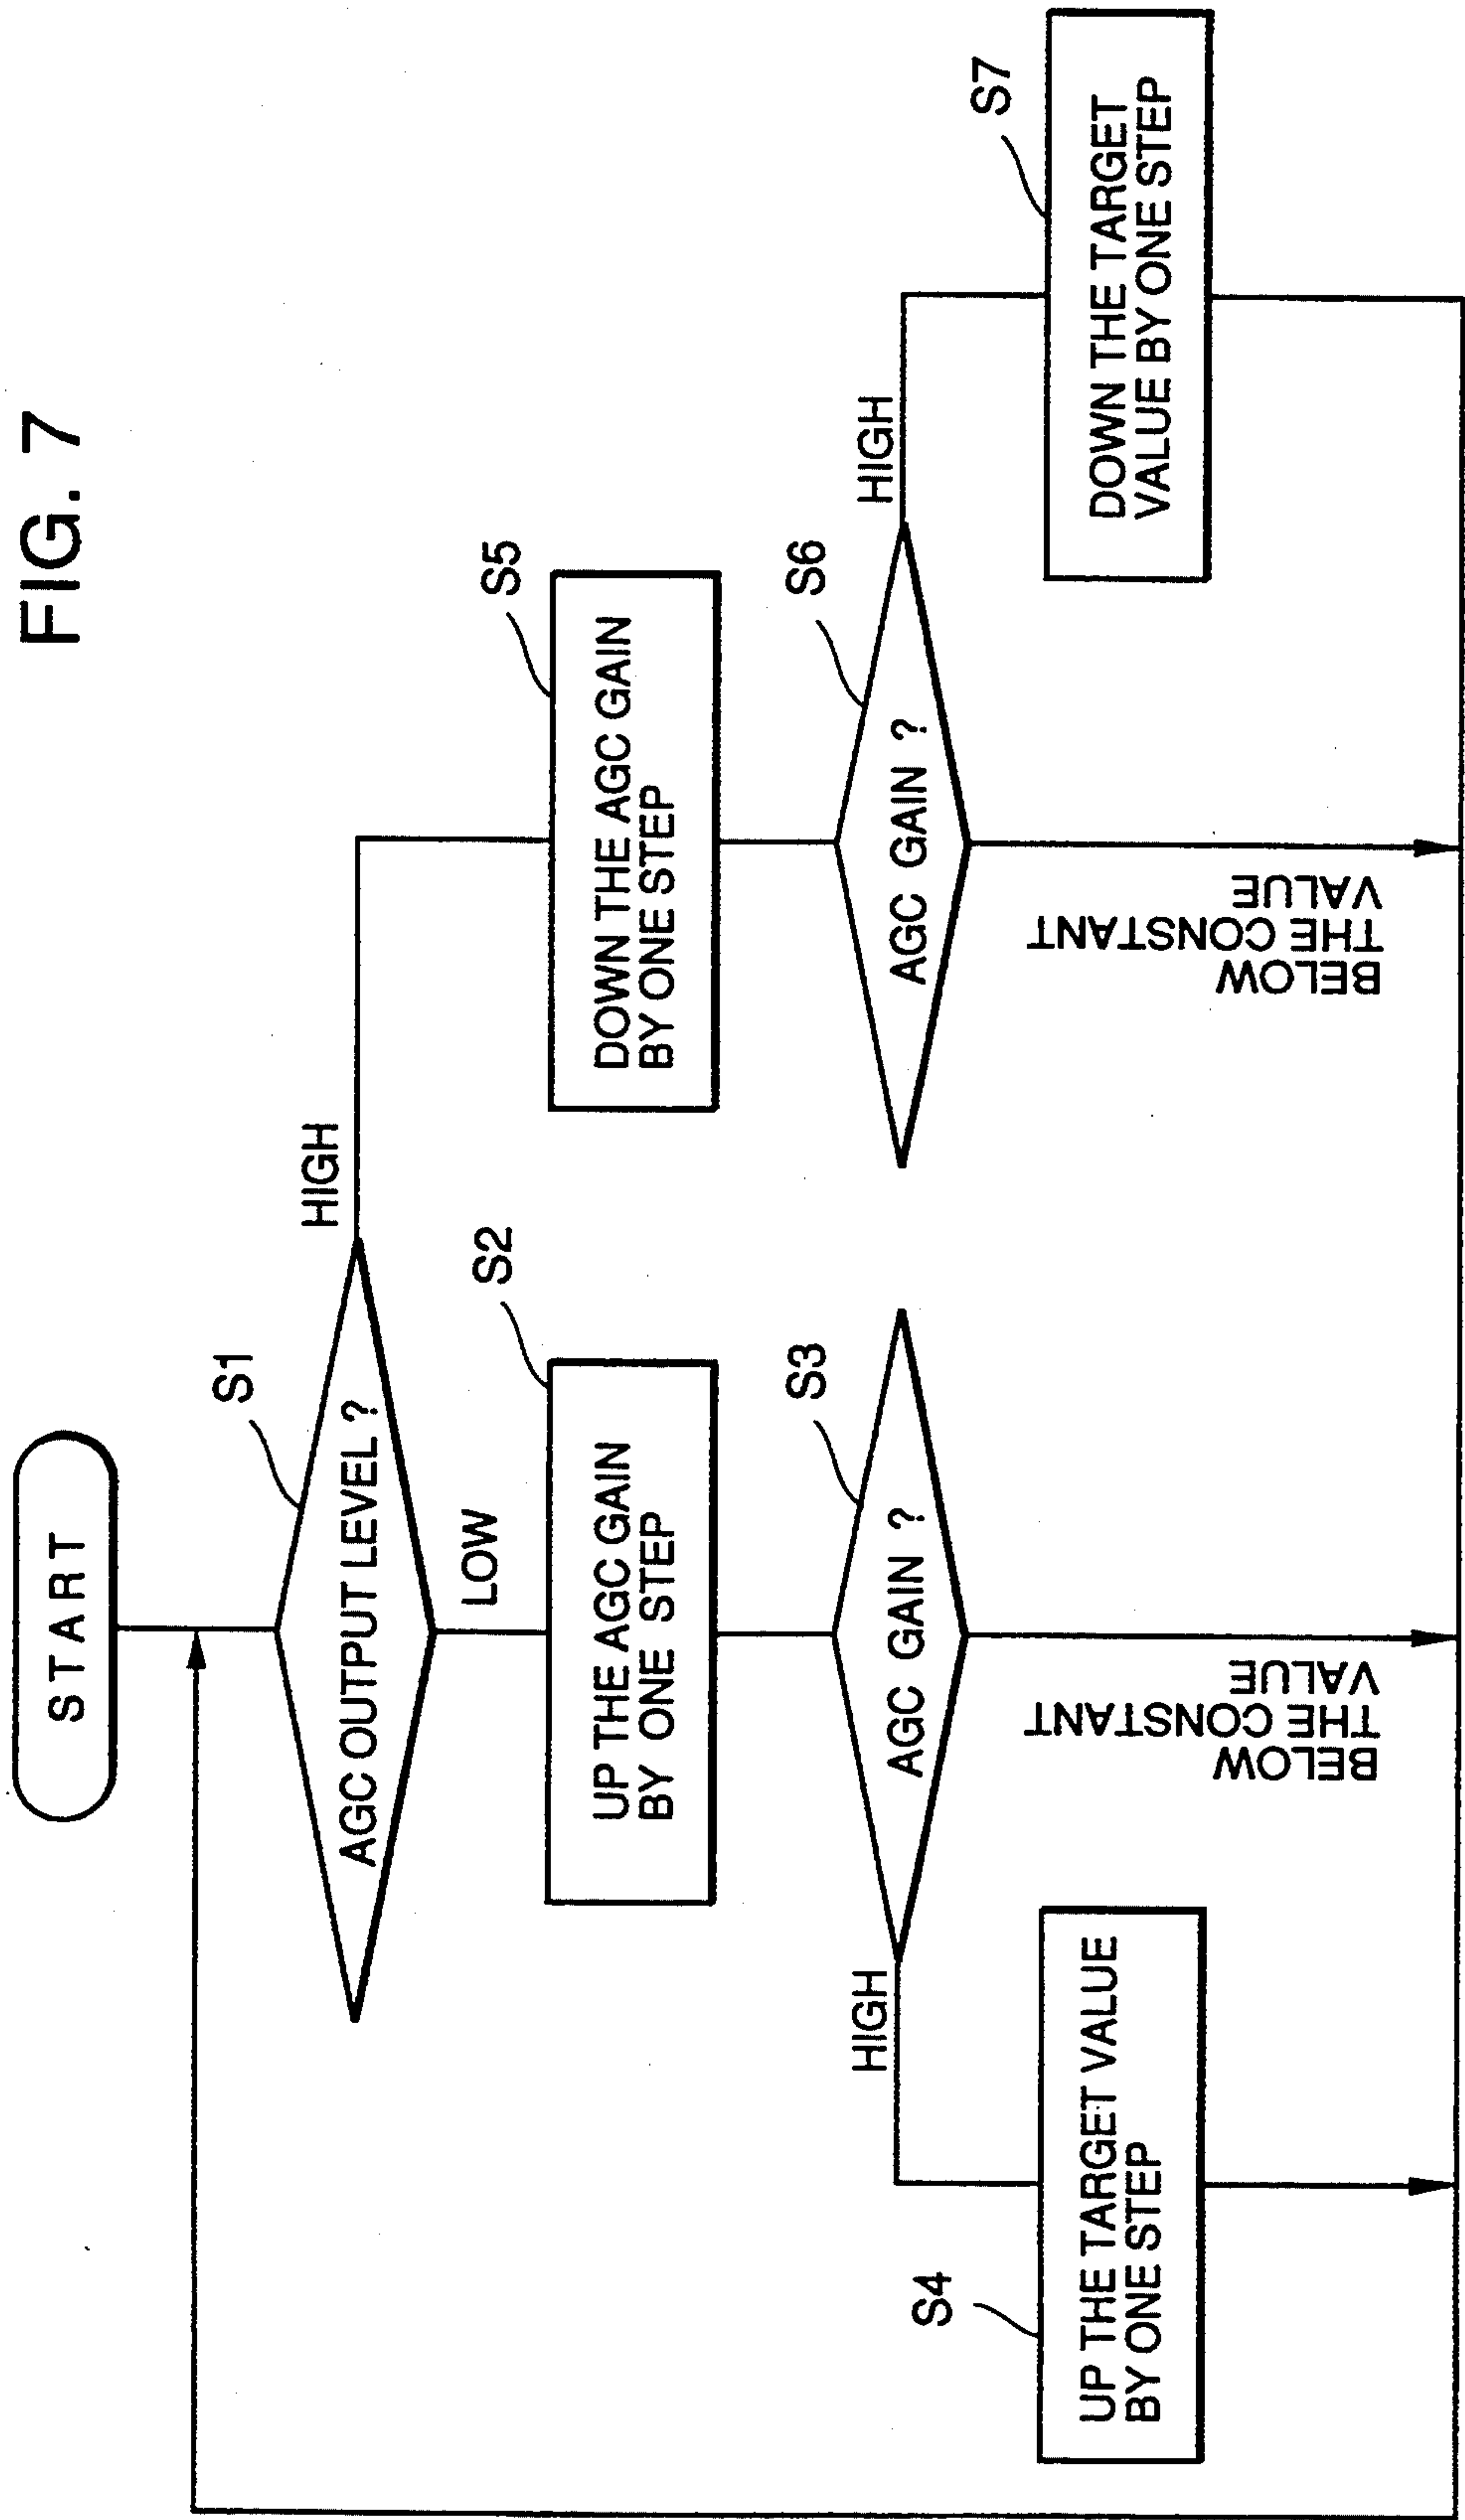 FIG. 7
START
S1
AGC OUTPUT LEVEL ?
HIGH
LOW
S2
UP THE AGC GAIN
BY ONE STEP
S5
DOWN THE AGC GAIN
BY ONE STEP
S3
AGC GAIN ?
HIGH
BELOW
THE CONSTANT
VALUE
S6
AGC GAIN ?
HIGH
BELOW
THE CONSTANT
VALUE
S4
UP THE TARGET VALUE
BY ONE STEP
S7
DOWN THE TARGET
VALUE BY ONE STEP